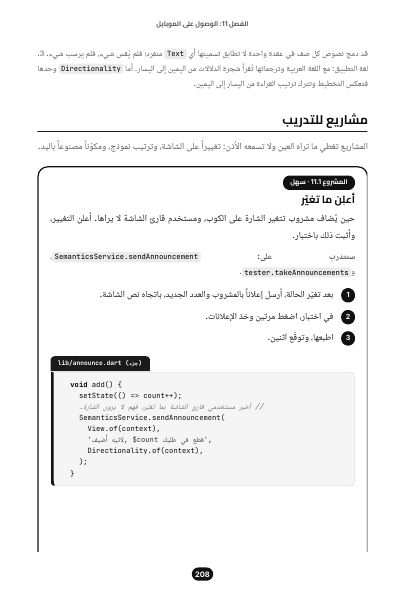 الفصل 11: الوصول على الموبايل
قد دمج نصوص كل صف في عقدة واحدة لا تطابق تسميتها أي Text منفرد؛ فلم يُقس شيء، فلم يرسب شيء. 3.
لغة التطبيق: مع اللغة العربية وترجماتها تُقرأ شجرة الدلالات من اليمين إلى اليسار. أما Directionality وحدها
فتعكس التخطيط وتترك ترتيب القراءة من اليسار إلى اليمين.
مشاريع للتدريب
المشاريع تغطي ما تراه العين ولا تسمعه الأذن: تغييراً على الشاشة، وترتيب نموذج، ومكوّناً مصنوعاً باليد.
المشروع 11.1 · سهل
أعلِن ما تغيّر
حين يُضاف مشروب تتغير الشارة على الكوب، ومستخدم قارئ الشاشة لا يراها. أعلن التغيير،
وأثبت ذلك باختبار.
ستتدرب على: SemanticsService.sendAnnouncement،
و tester.takeAnnouncements.
1 بعد تغيّر الحالة، أرسل إعلاناً بالمشروب والعدد الجديد، باتجاه نص الشاشة.
2 في اختبار، اضغط مرتين وخذ الإعلانات.
3 اطبعها، وتوقّع اثنين.
lib/announce.dart (جزء)
void add() {
setState(() => count++);
// أخبر مستخدمي قارئ الشاشة بما تغيّر، فهم لا يرون الشارة.
SemanticsService.sendAnnouncement(
View.of(context),
'أُضيف لاتيه، $count قطع في طلبك',
Directionality.of(context),
);
}
208